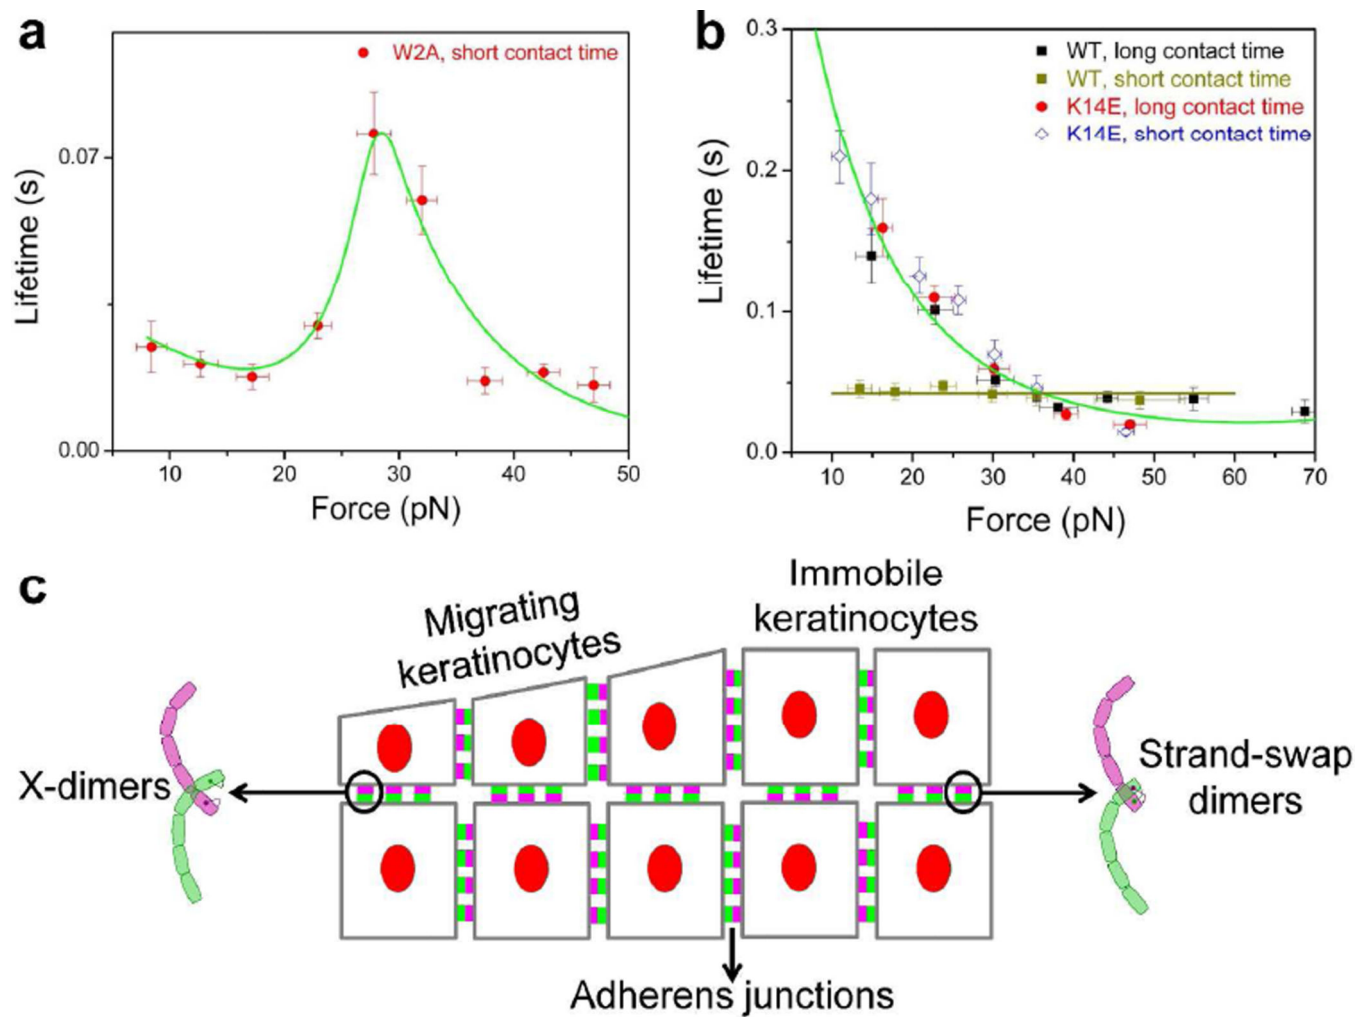 a
W2A, short contact time
0.07
0.00
Lifetime (s)
10 20 30 40 50
Force (pN)
b
0.3
0.2
0.1
0.0
Lifetime (s)
WT, long contact time
WT, short contact time
K14E, long contact time
K14E, short contact time
10 20 30 40 50 60 70
Force (pN)
c
Migrating
keratinocytes
Immobile
keratinocytes
X-dimers
Strand-swap
dimers
Adherens junctions